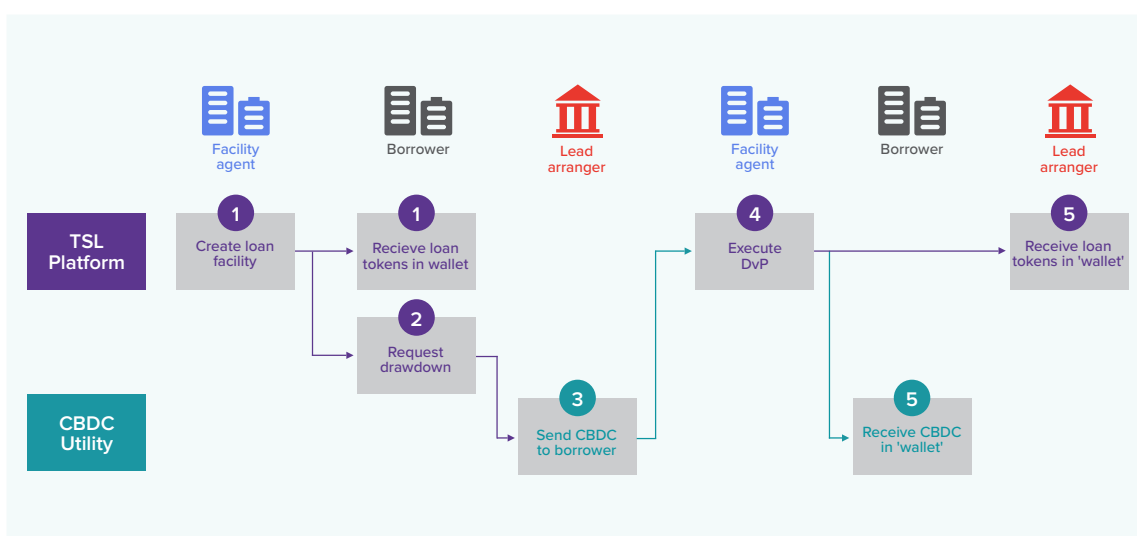 Facility
agent
Borrower
Lead
arranger
Facility
agent
Borrower
Lead
arranger
TSL
Platform
1
Create loan
facility
1
Recieve loan
tokens in wallet
4
Execute
DvP
5
Receive loan
tokens in 'wallet'
2
Request
drawdown
CBDC
Utility
3
Send CBDC
to borrower
5
Receive CBDC
in 'wallet'